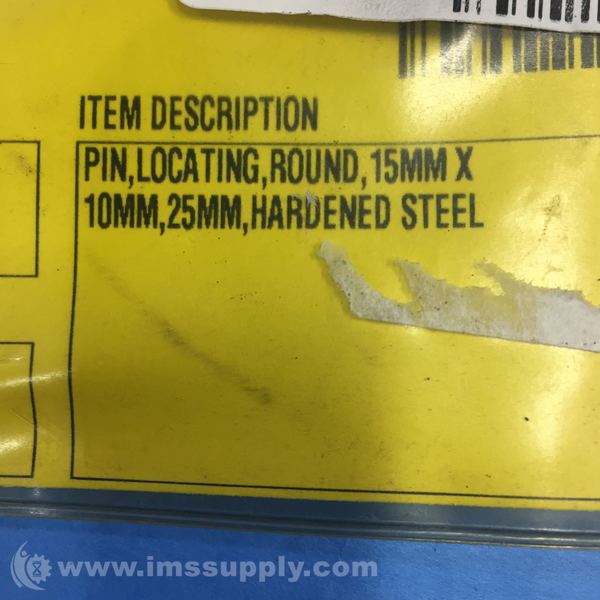 ITEM DESCRIPTION
PIN,LOCATING,ROUND,15MM X
10MM,25MM,HARDENED STEEL
www.imssupply.com